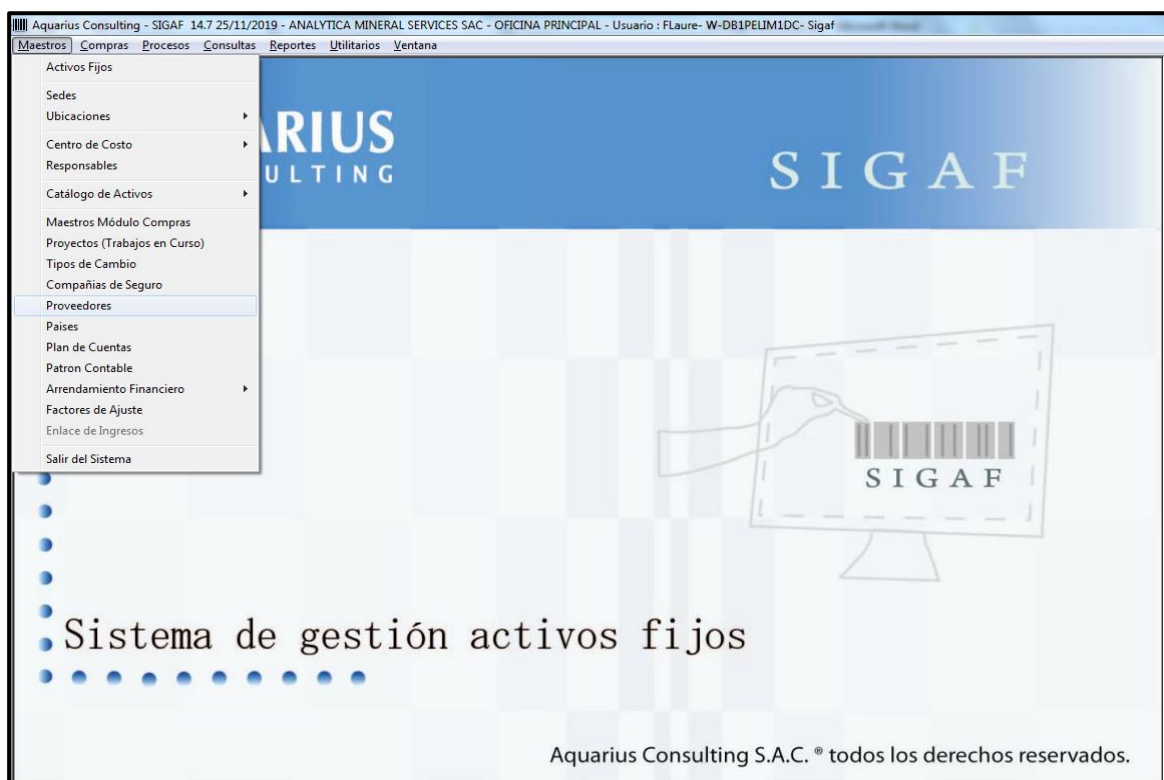 Aquarius Consulting - SIGAF 14.7 25/11/2019 - ANALYTICA MINERAL SERVICES SAC - OFICINA PRINCIPAL - Usuario : FLaure- W-DB1PELIM1DC- Sigaf
Maestros Compras Procesos Consultas Reportes Utilitarios Ventana
Activos Fijos
Sedes
Ubicaciones
Centro de Costo
Responsables
Catálogo de Activos
Maestros Módulo Compras
Proyectos (Trabajos en Curso)
Tipos de Cambio
Compañias de Seguro
Proveedores
Paises
Plan de Cuentas
Patron Contable
Arrendamiento Financiero
Factores de Ajuste
Enlace de Ingresos
Salir del Sistema
ARIUS
ULTING
SIGAF
SIGAF
Sistema de gestión activos fijos
Aquarius Consulting S.A.C. ® todos los derechos reservados.